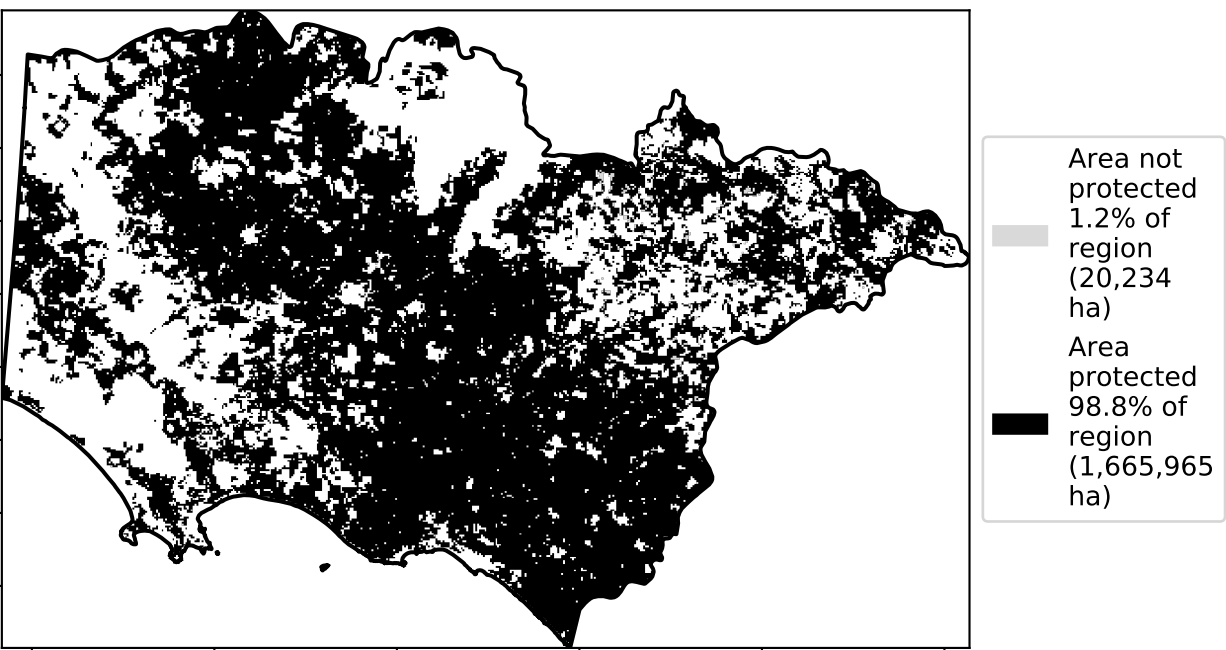 Area not
protected
1.2% of
region
(20,234
ha)
Area
protected
98.8% of
region
(1,665,965
ha)